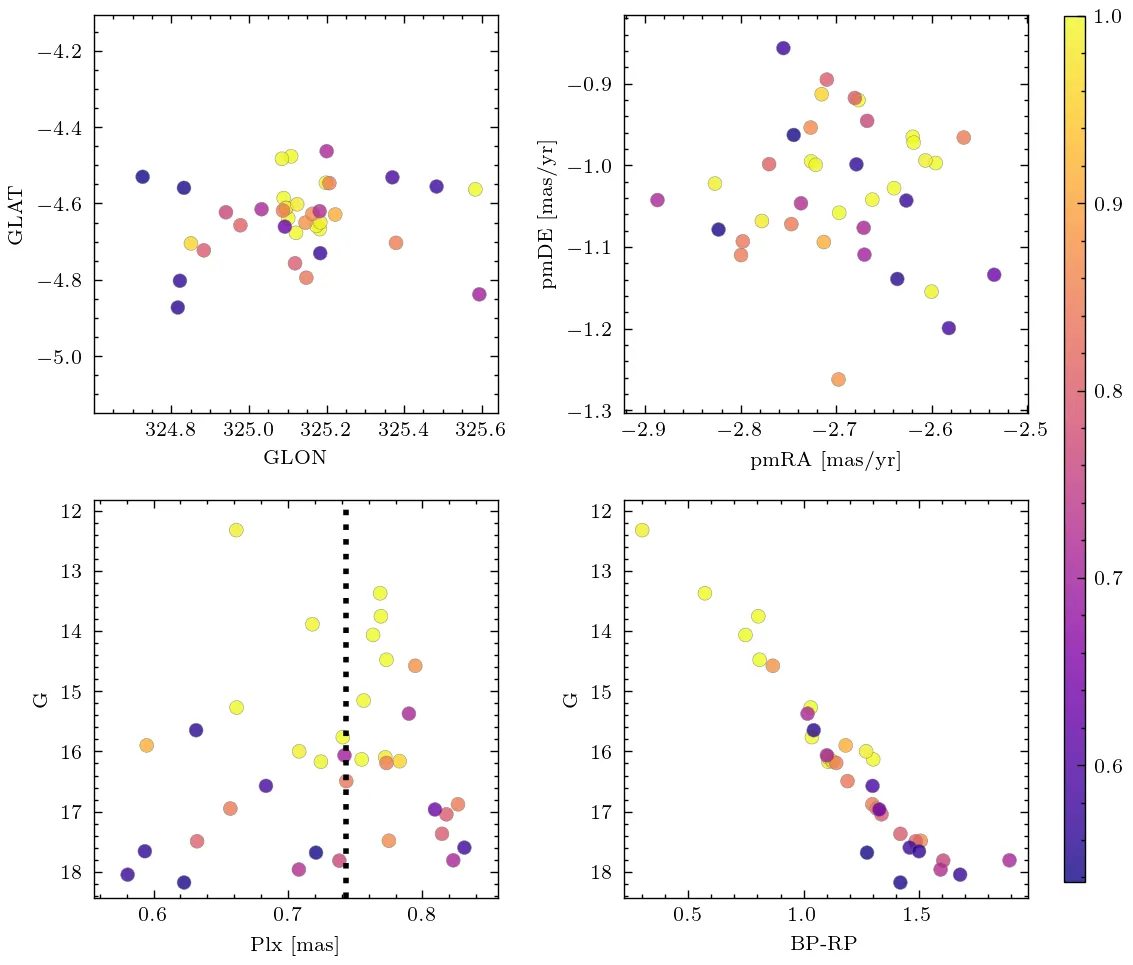 −4.2
−4.4
−4.6
−4.8
−5.0
GLAT
324.8 325.0 325.2 325.4 325.6
GLON
−0.9
−1.0
−1.1
−1.2
−1.3
pmDE [mas/yr]
−2.9 −2.8 −2.7 −2.6 −2.5
pmRA [mas/yr]
12
13
14
15
16
17
18
G
0.6 0.7 0.8
Plx [mas]
12
13
14
15
16
17
18
G
0.5 1.0 1.5
BP-RP
1.0
0.9
0.8
0.7
0.6